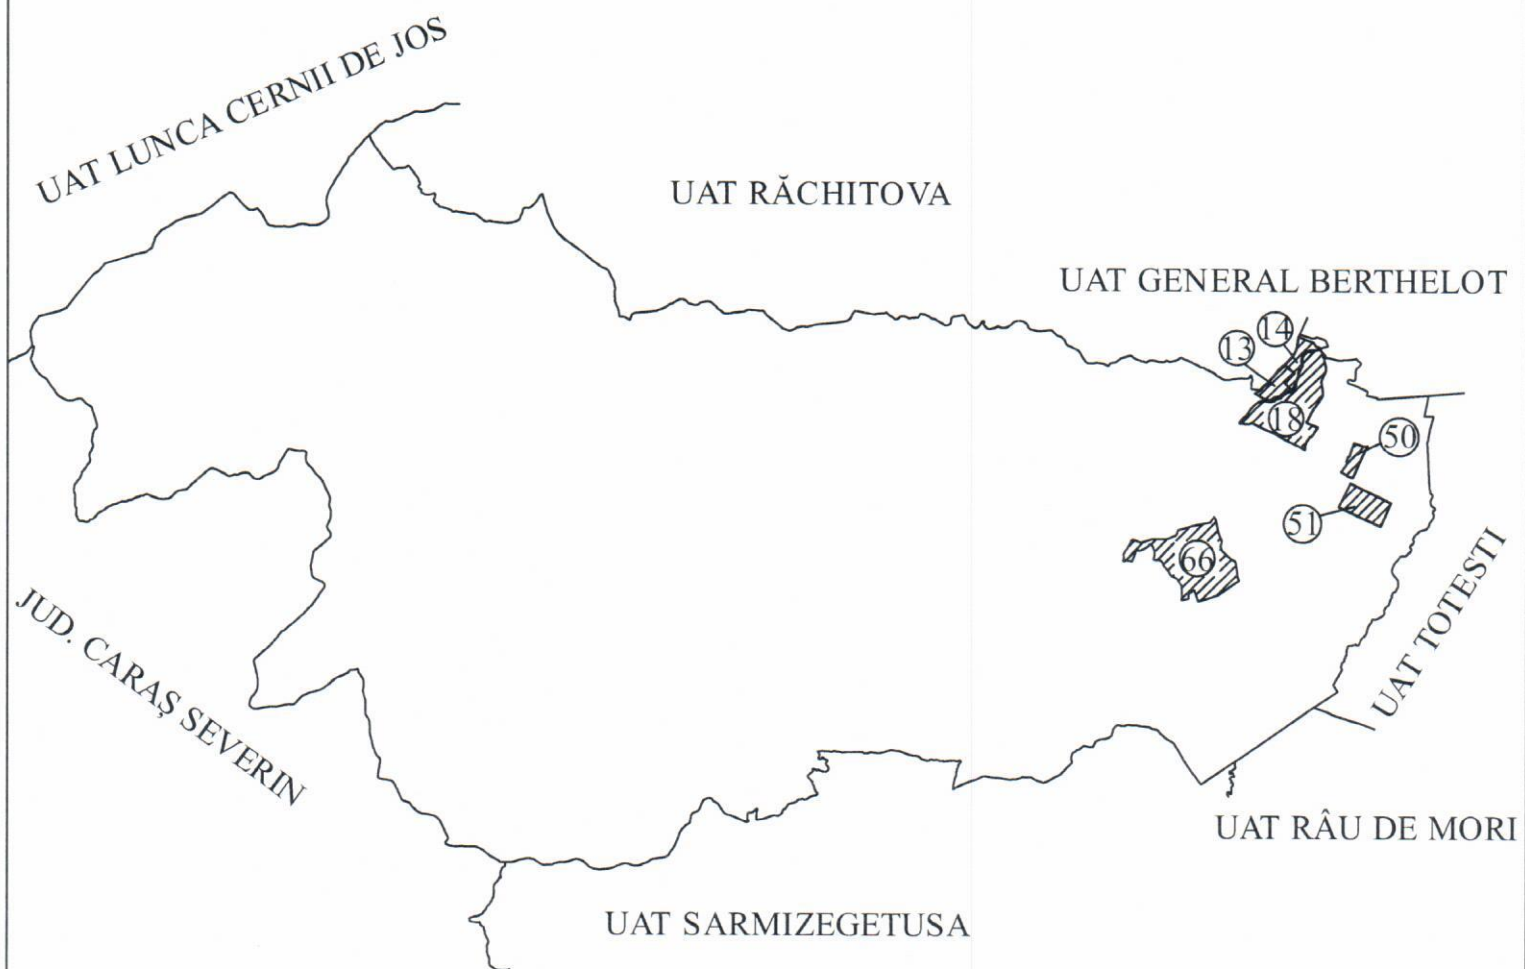 UAT LUNCA CERNII DE JOS
UAT RĂCHITOVA
UAT GENERAL BERTHELOT
14
13
18
50
51
66
UAT TOTESTI
JUD. CARAȘ SEVERIN
UAT RÂU DE MORI
UAT SARMIZEGETUSA